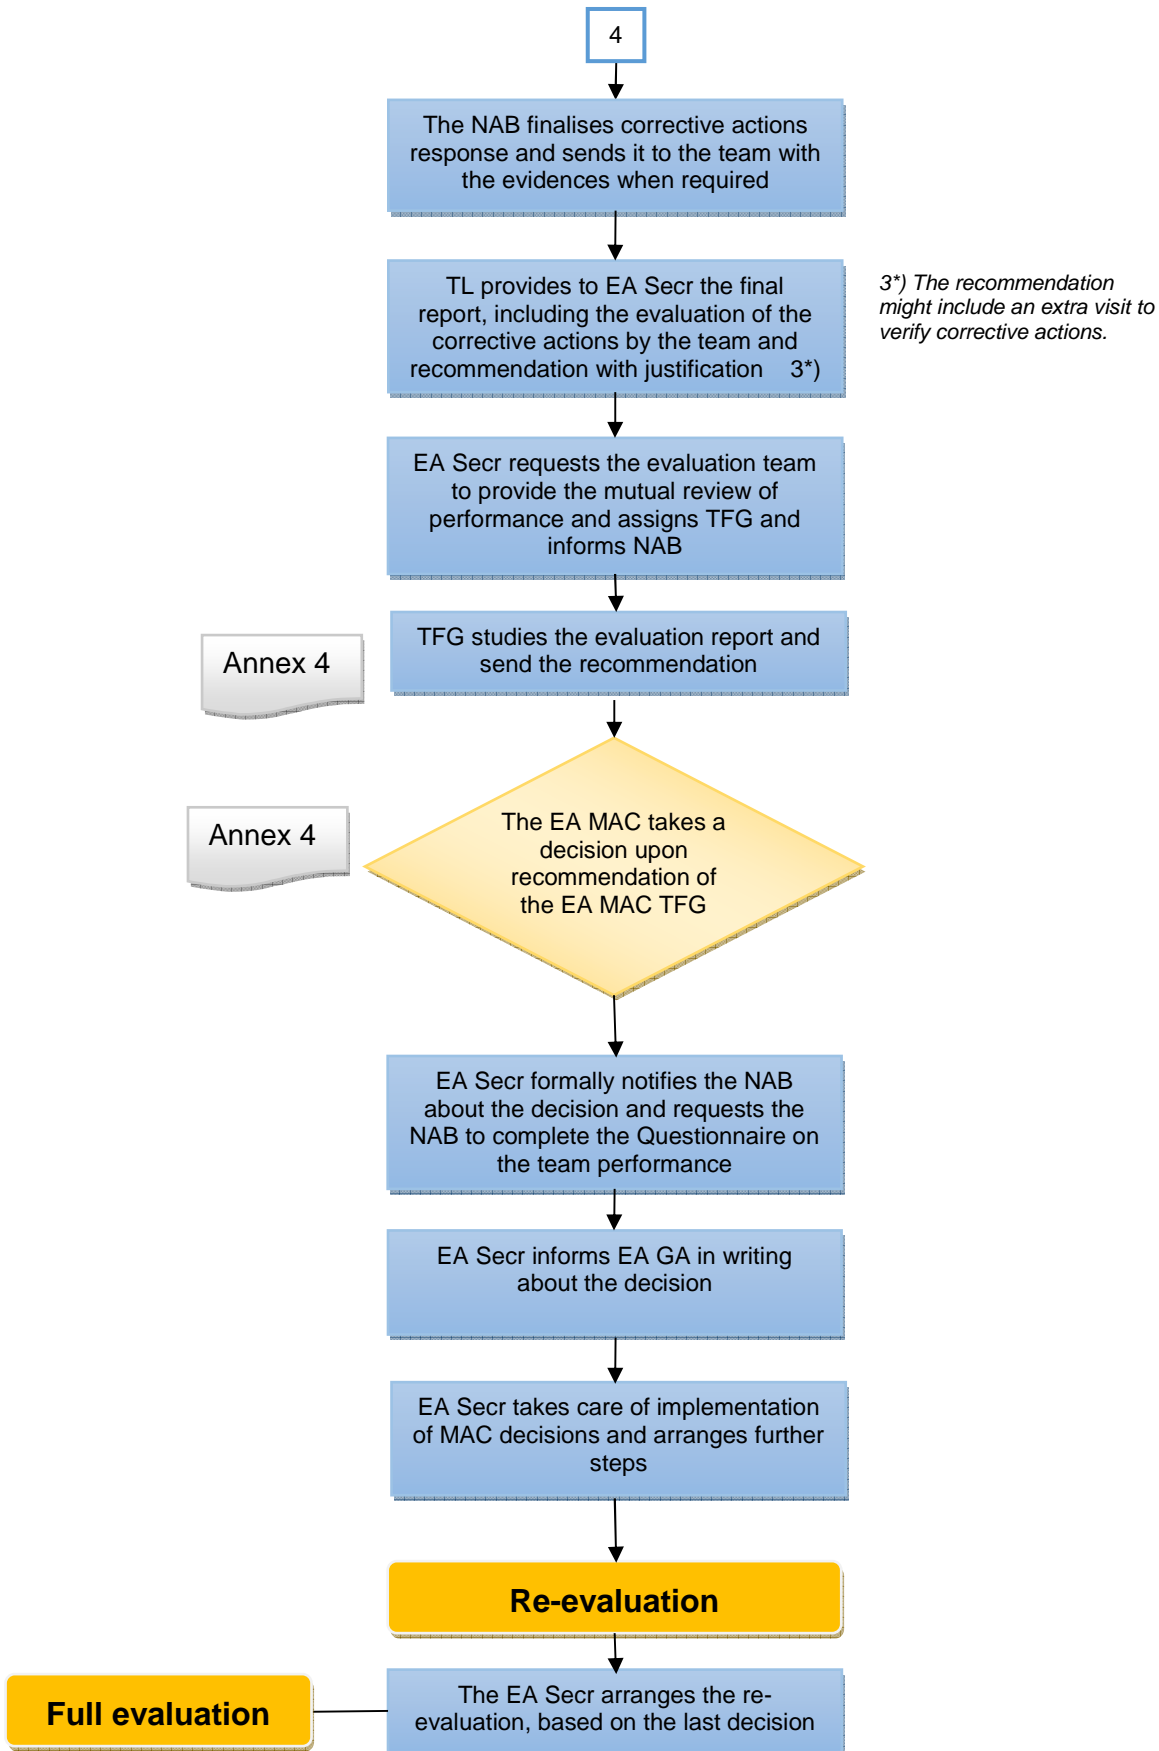 4
The NAB finalises corrective actions
response and sends it to the team with
the evidences when required
TL provides to EA Secr the final
report, including the evaluation of the
corrective actions by the team and
recommendation with justification 3*)
3*) The recommendation
might include an extra visit to
verify corrective actions.
EA Secr requests the evaluation team
to provide the mutual review of
performance and assigns TFG and
informs NAB
Annex 4
TFG studies the evaluation report and
send the recommendation
Annex 4
The EA MAC takes a
decision upon
recommendation of
the EA MAC TFG
EA Secr formally notifies the NAB
about the decision and requests the
NAB to complete the Questionnaire on
the team performance
EA Secr informs EA GA in writing
about the decision
EA Secr takes care of implementation
of MAC decisions and arranges further
steps
Re-evaluation
Full evaluation
The EA Secr arranges the re-
evaluation, based on the last decision